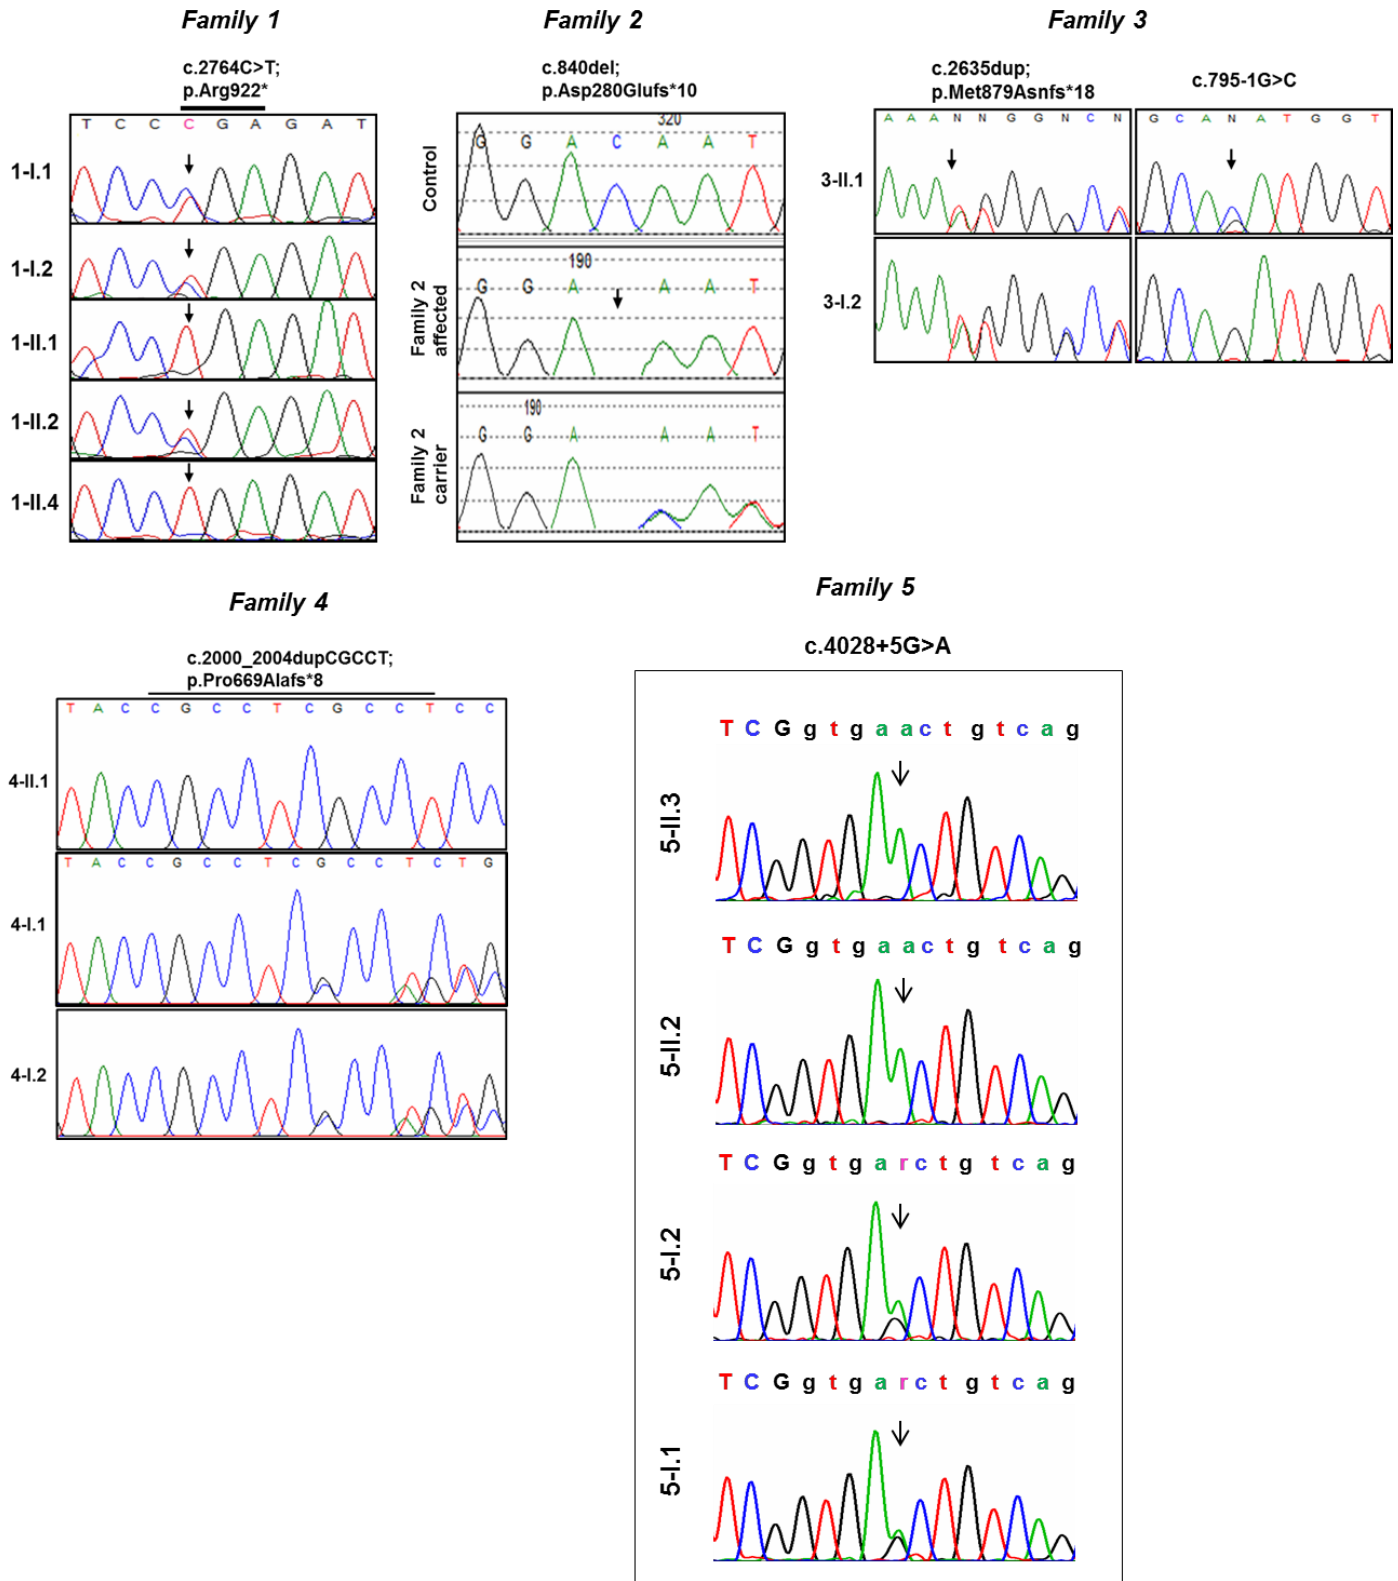 Family 1
c.2764C>T;
p.Arg922*
T C C C G A G A T
1-I.1
1-I.2
1-II.1
1-II.2
1-II.4
Family 2
c.840del;
p.Asp280Glufs*10
Control
320
G G A C A A T
Family 2
affected
190
G G A A A T
Family 2
carrier
190
G G A A A T
Family 3
c.2635dup;
p.Met879Asnfs*18
c.795-1G>C
A A A N N G G N C N
G C A N A T G G T
3-II.1
3-I.2
Family 4
c.2000_2004dupCGCCT;
p.Pro669Alafs*8
T A C C G C C T C G C C T C C
4-II.1
T A C C G C C T C G C C T C T G
4-I.1
4-I.2
Family 5
c.4028+5G>A
T C G g t g a a c t g t c a g
5-II.3
T C G g t g a a c t g t c a g
5-II.2
T C G g t g a r c t g t c a g
5-I.2
T C G g t g a r c t g t c a g
5-I.1